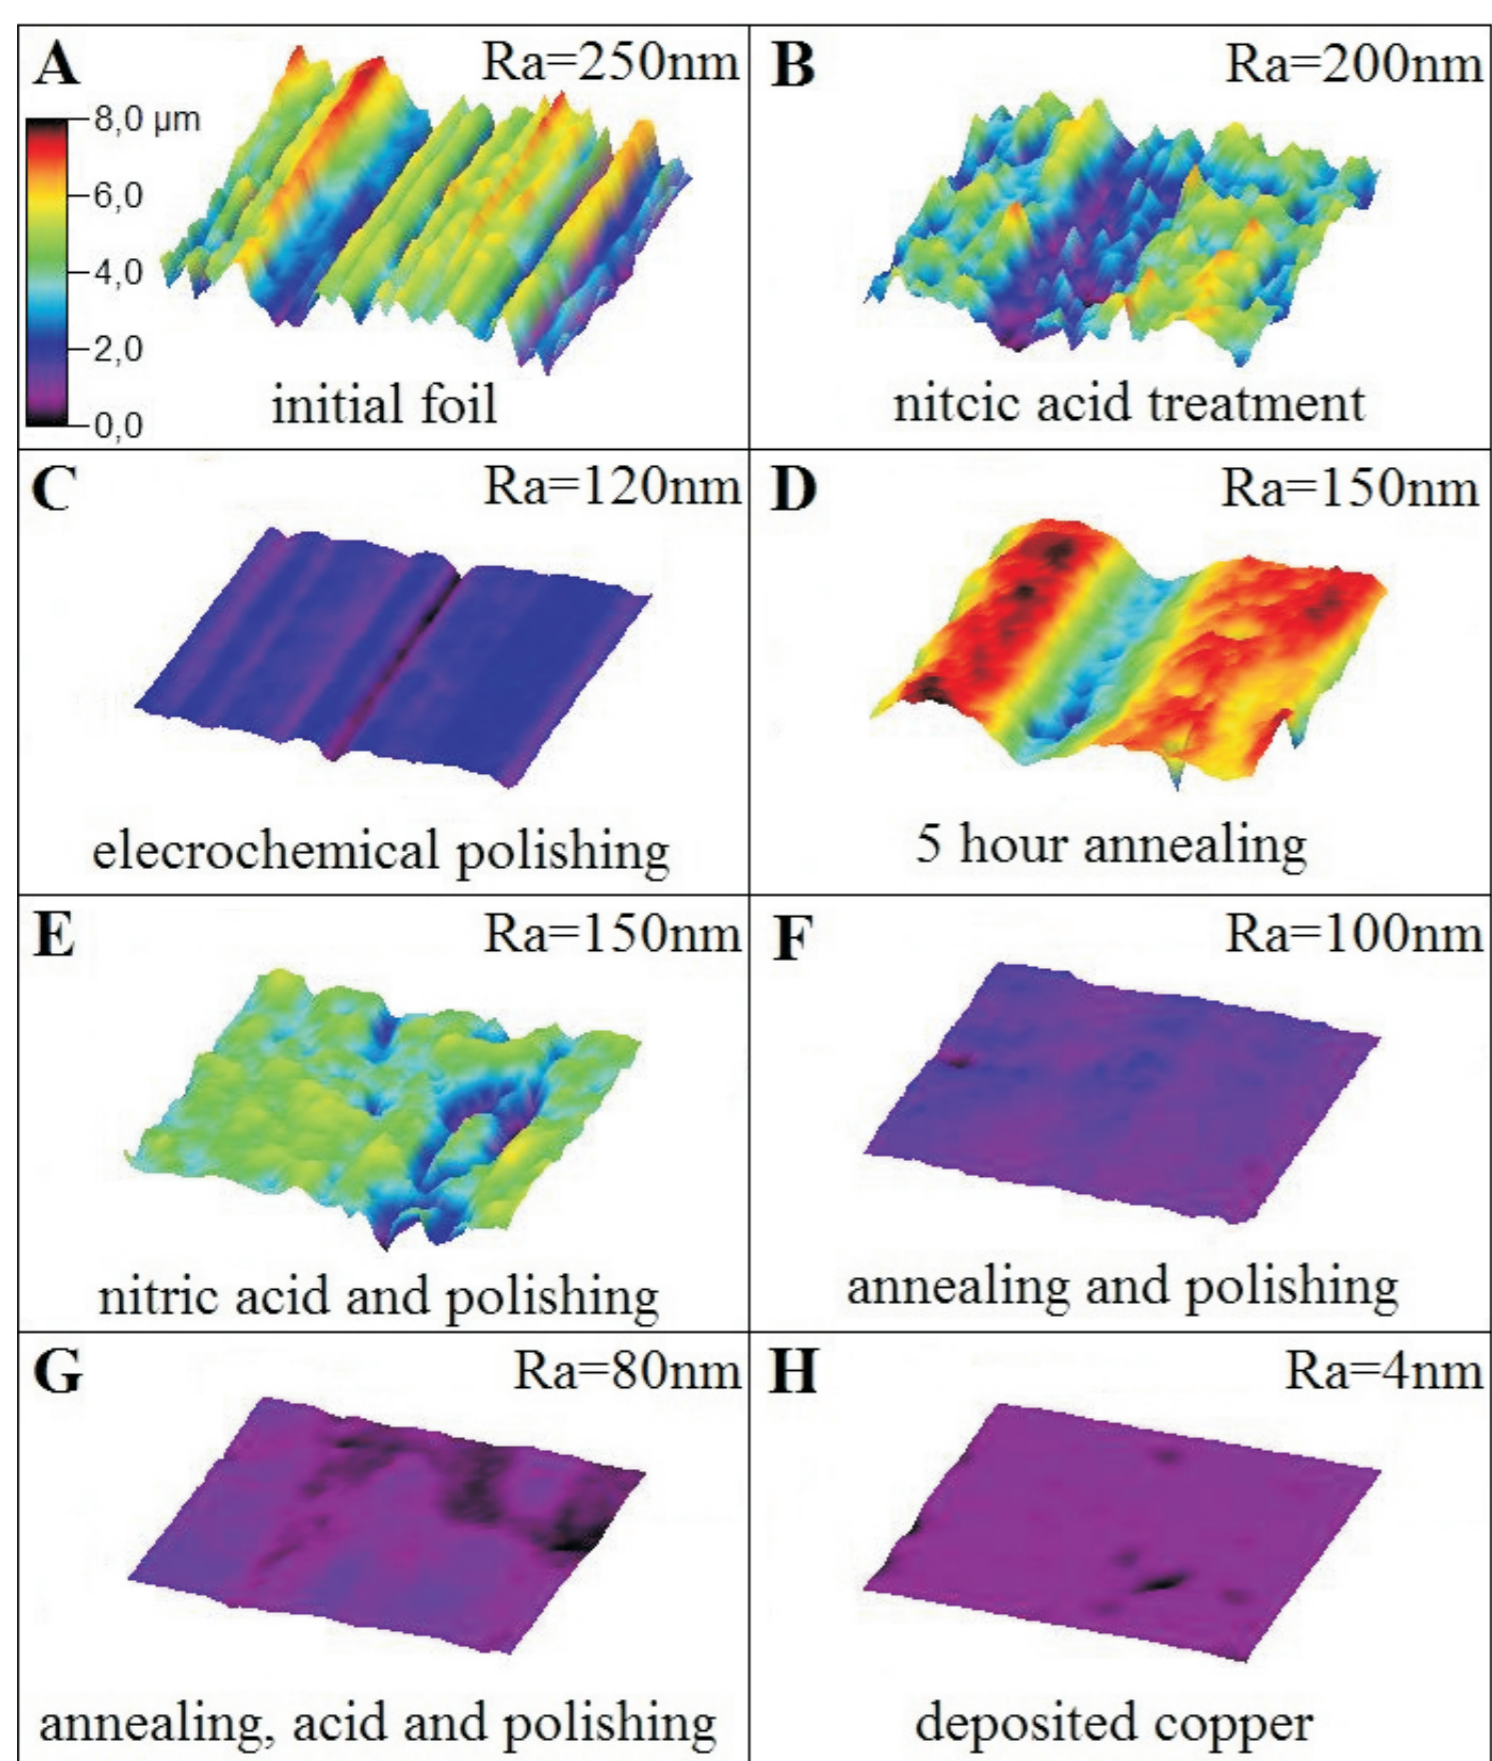 A
Ra=250nm
8,0 µm
6,0
4,0
2,0
0,0
initial foil
B
Ra=200nm
nitcic acid treatment
C
Ra=120nm
elecrochemical polishing
D
Ra=150nm
5 hour annealing
E
Ra=150nm
nitric acid and polishing
F
Ra=100nm
annealing and polishing
G
Ra=80nm
annealing, acid and polishing
H
Ra=4nm
deposited copper